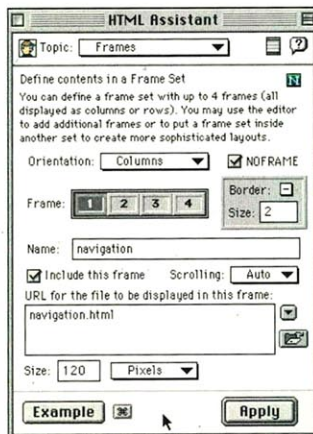 HTML Assistant
Topic: Frames
Define contents in a Frame Set
N
You can define a frame set with up to 4 frames (all
displayed as columns or rows). You may use the editor
to add additional frames or to put a frame set inside
another set to create more sophisticated layouts.
Orientation: Columns NOFRAME
Frame: 1 2 3 4
Border:
Size: 2
Name: navigation
Include this frame Scrolling: Auto
URL for the file to be displayed in this frame:
navigation.html
Size: 120 Pixels
Example ⌘ Apply